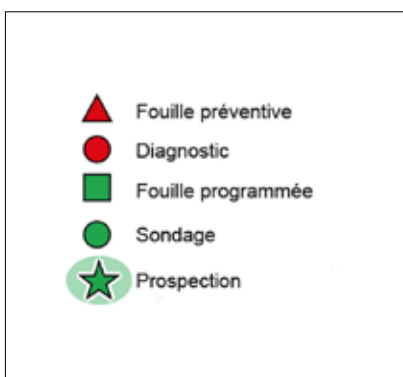 Fouille préventive
Diagnostic
Fouille programmée
Sondage
Prospection